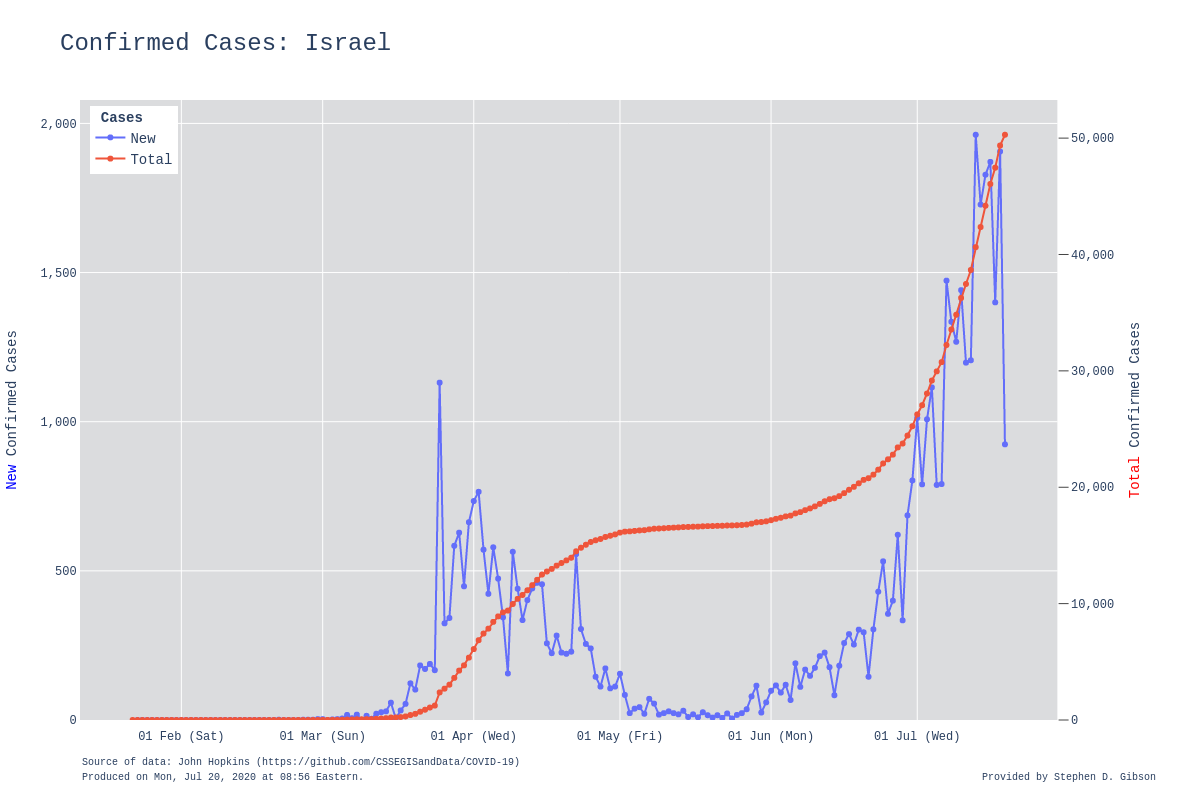 Confirmed Cases: Israel
Cases
New
Total
2,000
1,500
1,000
500
0
50,000
40,000
30,000
20,000
10,000
0
New Confirmed Cases
Total Confirmed Cases
01 Feb (Sat)
01 Mar (Sun)
01 Apr (Wed)
01 May (Fri)
01 Jun (Mon)
01 Jul (Wed)
Source of data: John Hopkins (https://github.com/CSSEGISandData/COVID-19)
Produced on Mon, Jul 20, 2020 at 08:56 Eastern.
Provided by Stephen D. Gibson